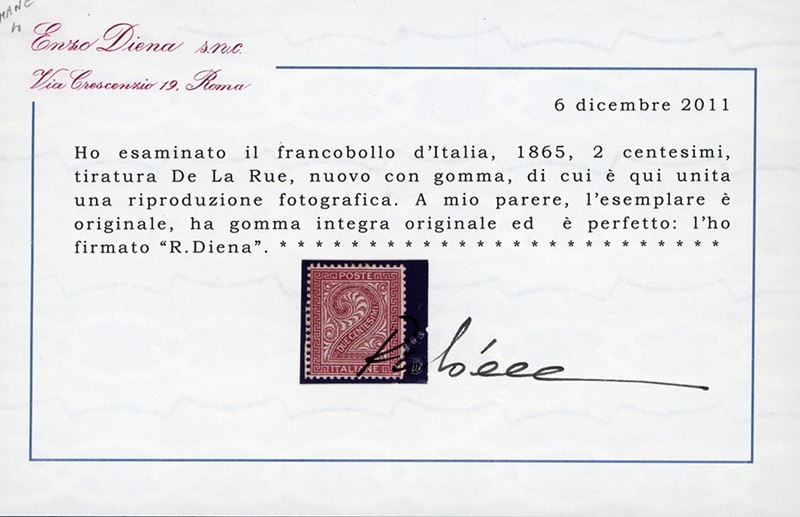 MANC
Enzo Diena s.n.c.
Via Crescenzio 19, Roma
6 dicembre 2011
Ho esaminato il francobollo d'Italia, 1865, 2 centesimi,
tiratura De La Rue, nuovo con gomma, di cui è qui unita
una riproduzione fotografica. A mio parere, l'esemplare è
originale, ha gomma integra originale ed è perfetto: l'ho
firmato “R.Diena”. * * * * * * * * * * * * * * * * * * * * * * * * *
POSTE
DUE CENTESIMI
2
ITALIANE